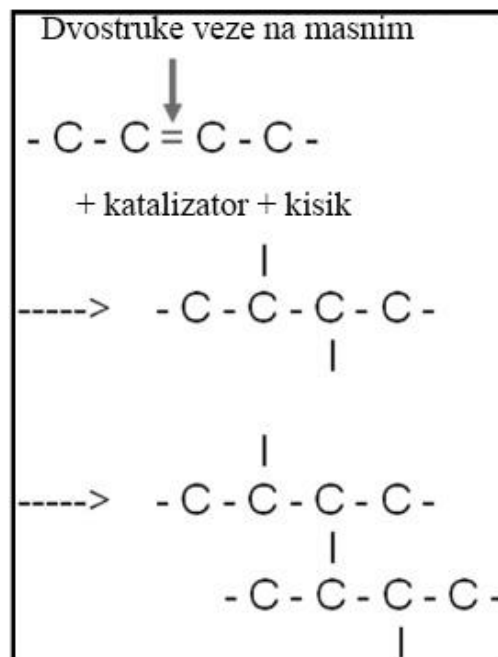 Dvostruke veze na masnim
- C - C = C - C -
+ katalizator + kisik
-----> - C - C - C - C -
-----> - C - C - C - C -
- C - C - C - C -